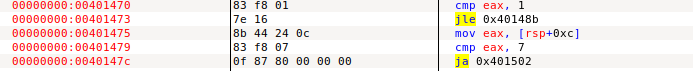 00000000:00401470 83 f8 01 cmp eax, 1
00000000:00401473 7e 16 jle 0x40148b
00000000:00401475 8b 44 24 0c mov eax, [rsp+0xc]
00000000:00401479 83 f8 07 cmp eax, 7
00000000:0040147c 0f 87 80 00 00 00 ja 0x401502